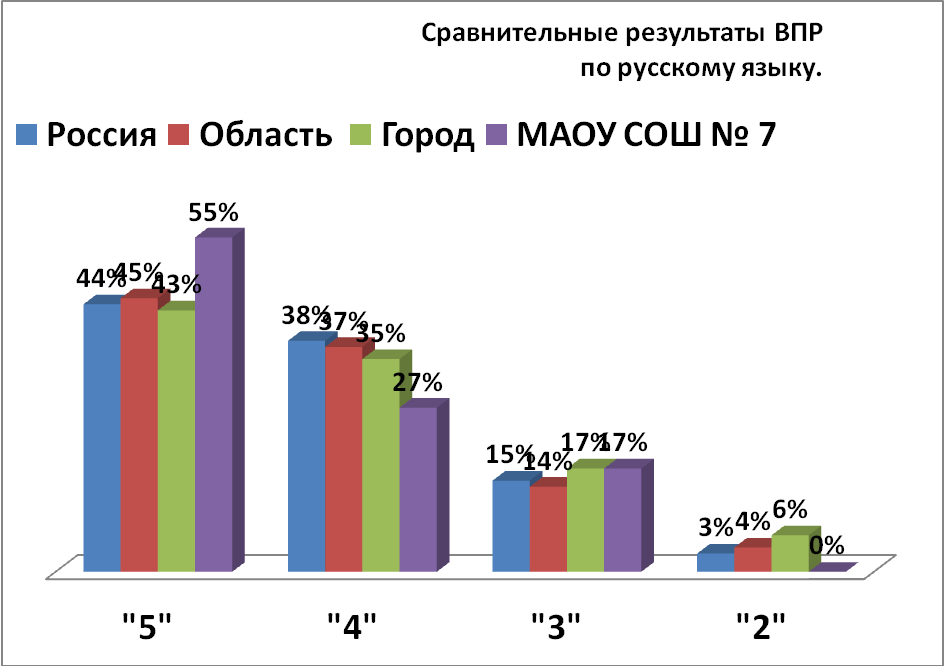 Сравнительные результаты ВПР
по русскому языку.
Россия Область Город МАОУ СОШ № 7
44% 45% 43% 55%
38% 37% 35% 27%
15% 14% 17% 17%
3% 4% 6% 0%
"5" "4" "3" "2"